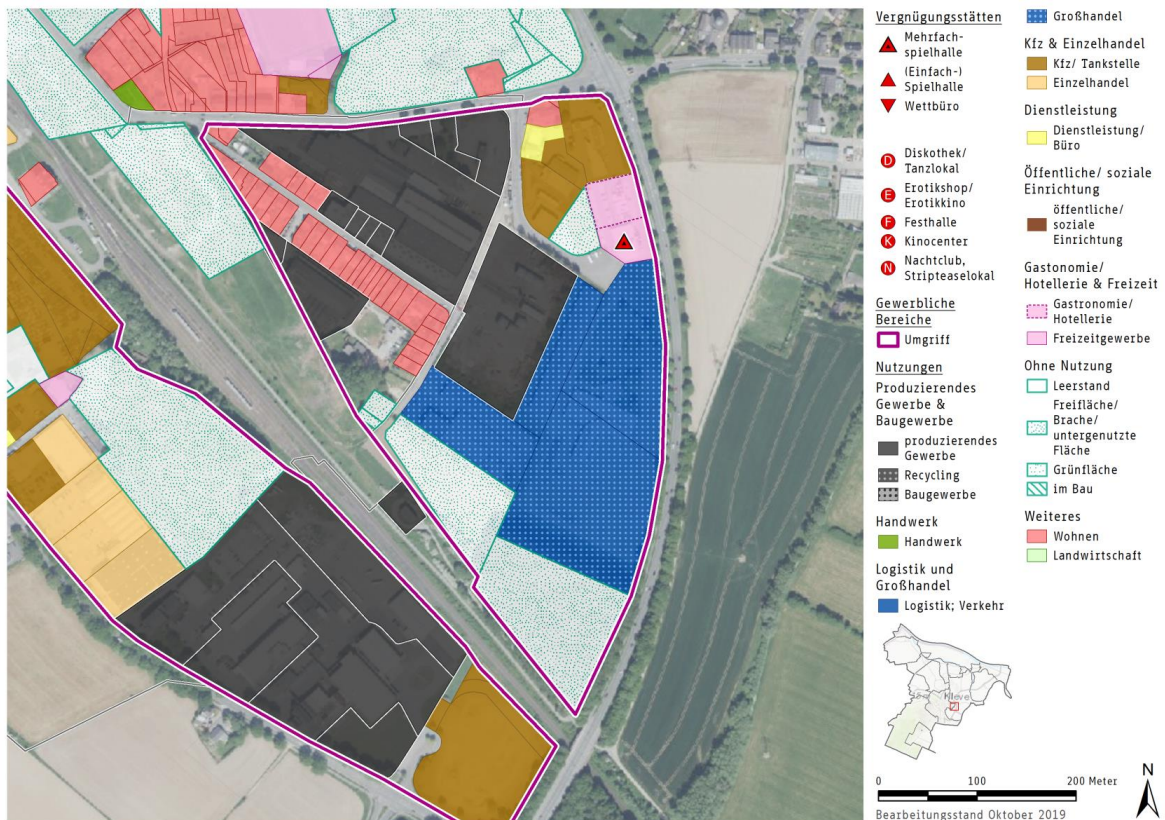 Vergnügungsstätten
Mehrfach-
spielhalle
(Einfach-)
Spielhalle
Wettbüro
D
Diskothek/
Tanzlokal
E
Erotikshop/
Erotikkino
F
Festhalle
K
Kinocenter
N
Nachtclub,
Stripteaselokal
Gewerbliche
Bereiche
Umgriff
Nutzungen
Produzierendes
Gewerbe &
Baugewerbe
produzierendes
Gewerbe
Recycling
Baugewerbe
Handwerk
Handwerk
Logistik und
Großhandel
Logistik; Verkehr
Großhandel
Kfz & Einzelhandel
Kfz/ Tankstelle
Einzelhandel
Dienstleistung
Dienstleistung/
Büro
Öffentliche/ soziale
Einrichtung
öffentliche/
soziale
Einrichtung
Gastonomie/
Hotellerie & Freizeit
Gastronomie/
Hotellerie
Freizeitgewerbe
Ohne Nutzung
Leerstand
Freifläche/
Brache/
untergenutzte
Fläche
Grünfläche
im Bau
Weiteres
Wohnen
Landwirtschaft
Kleve
0 100 200 Meter
N
Bearbeitungsstand Oktober 2019